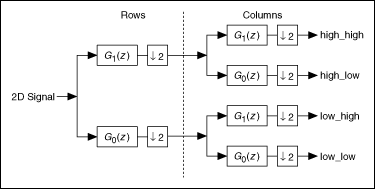 Rows
Columns
G₁(z) ↓2 high_high
G₁(z) ↓2
G₀(z) ↓2 high_low
2D Signal
G₁(z) ↓2 low_high
G₀(z) ↓2
G₀(z) ↓2 low_low